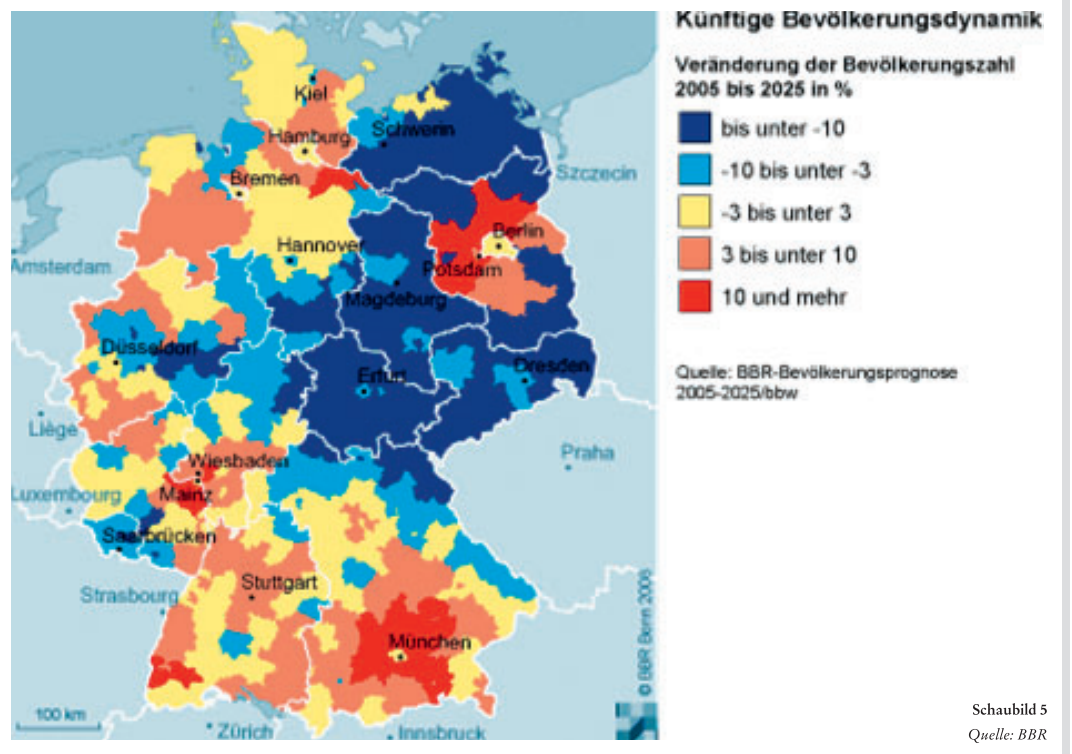 Künftige Bevölkerungsdynamik
Veränderung der Bevölkerungszahl
2005 bis 2025 in %
bis unter -10
-10 bis unter -3
-3 bis unter 3
3 bis unter 10
10 und mehr
Quelle: BBR-Bevölkerungsprognose
2005-2025/bbw
Kiel
Hamburg
Schwerin
Szczecin
Bremen
Berlin
Hannover
Amsterdam
Potsdam
Magdeburg
Düsseldorf
Dresden
Erfurt
Liège
Praha
Wiesbaden
Luxembourg
Mainz
Saarbrücken
Stuttgart
Strasbourg
München
100 km
Zürich
Innsbruck
Schaubild 5
Quelle: BBR